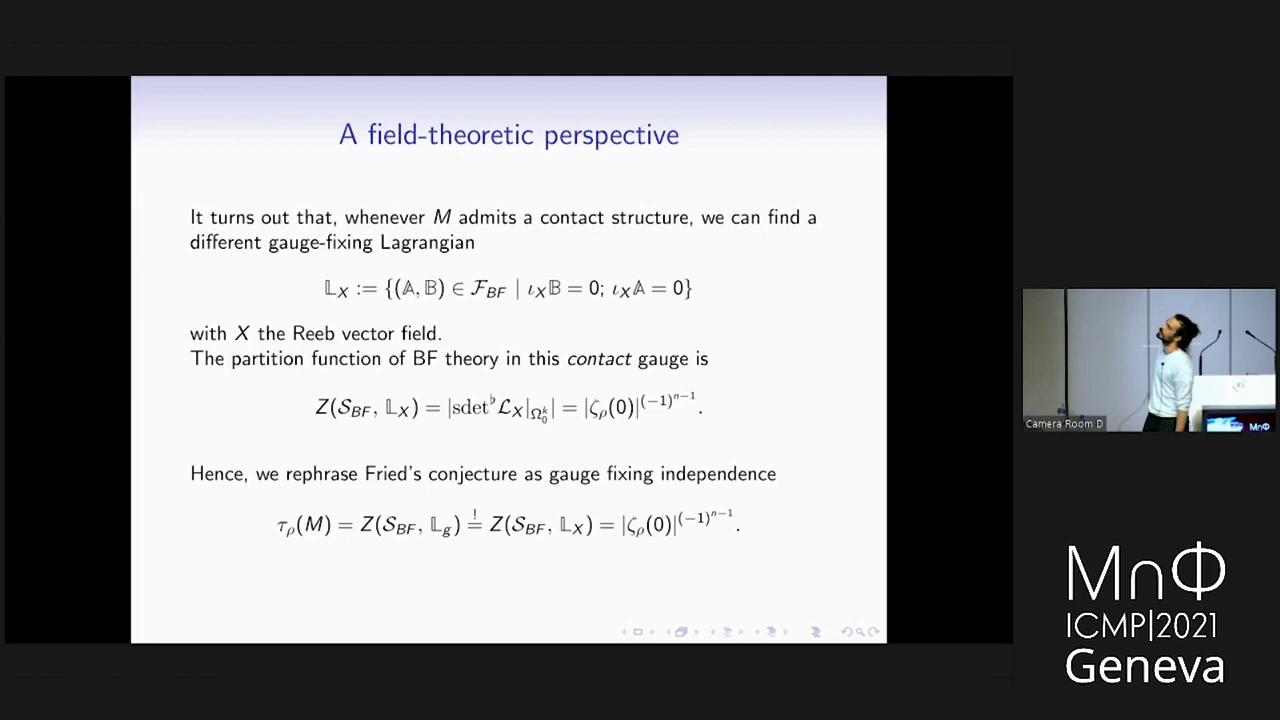 A field-theoretic perspective
It turns out that, whenever M admits a contact structure, we can find a
different gauge-fixing Lagrangian
𝕃_X := {(𝔸, 𝔹) ∈ ℱ_BF | ι_X𝔹 = 0; ι_X𝔸 = 0}
with X the Reeb vector field.
The partition function of BF theory in this contact gauge is
Z(𝒮_BF, 𝕃_X) = |sdet^♭ ℒ_X|_{Ω_0^k}| = |ζ_ρ(0)|^{(-1)^{n-1}}.
Hence, we rephrase Fried's conjecture as gauge fixing independence
τ_ρ(M) = Z(𝒮_BF, 𝕃_g) =^! Z(𝒮_BF, 𝕃_X) = |ζ_ρ(0)|^{(-1)^{n-1}}.
Camera Room D
M∩Φ
M∩Φ
ICMP|2021
Geneva